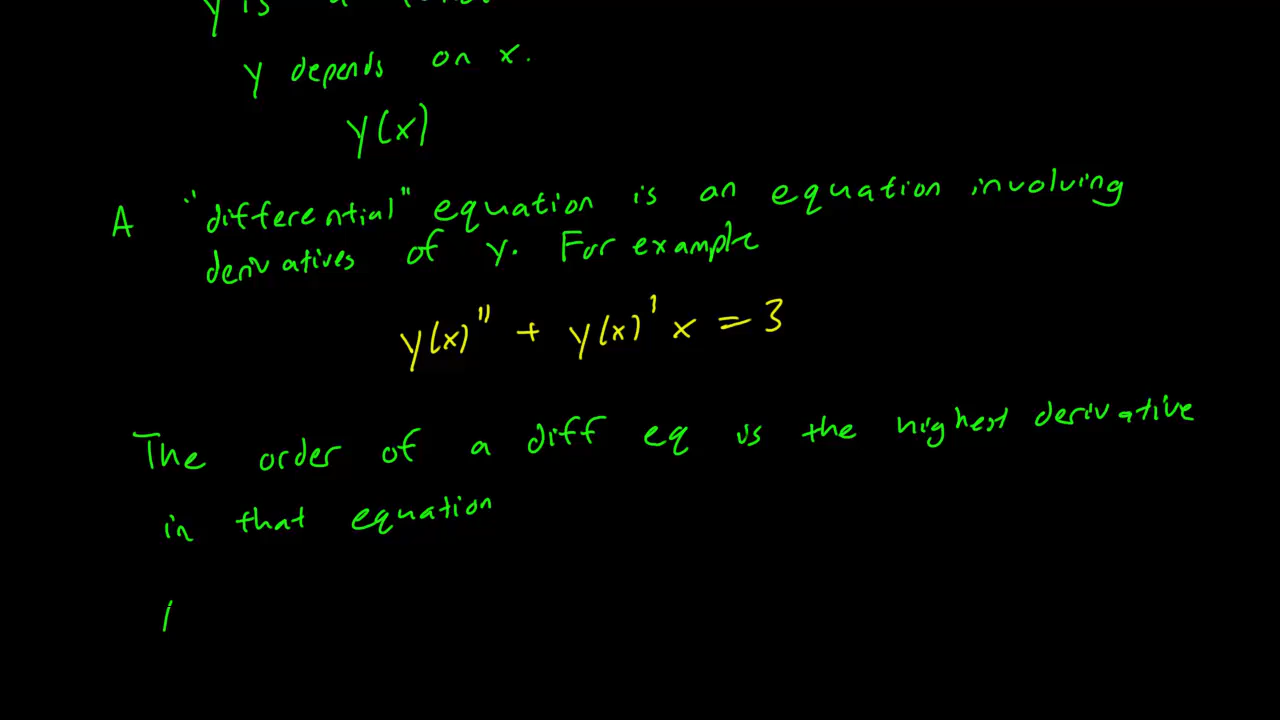 y is a
y depends on x.
y(x)
A "differential" equation is an equation involving
derivatives of y. For example
y(x)'' + y(x)' x = 3
The order of a diff eq us the highest derivative
in that equation